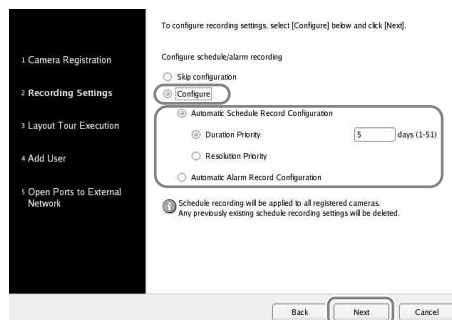 To configure recording settings, select [Configure] below and click [Next].
1 Camera Registration
2 Recording Settings
3 Layout Tour Execution
4 Add User
5 Open Ports to External
Network
Configure schedule/alarm recording
Skip configuration
Configure
Automatic Schedule Record Configuration
Duration Priority 5 days (1-51)
Resolution Priority
Automatic Alarm Record Configuration
Schedule recording will be applied to all registered cameras.
Any previously existing schedule recording settings will be deleted.
Back Next Cancel